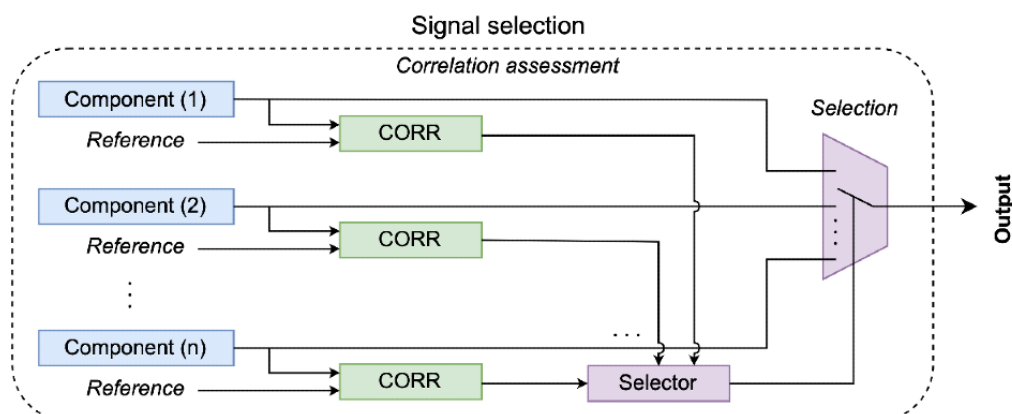 Signal selection
Correlation assessment
Component (1)
Selection
Reference
CORR
Component (2)
Reference
CORR
Output
Component (n)
Reference
CORR
Selector